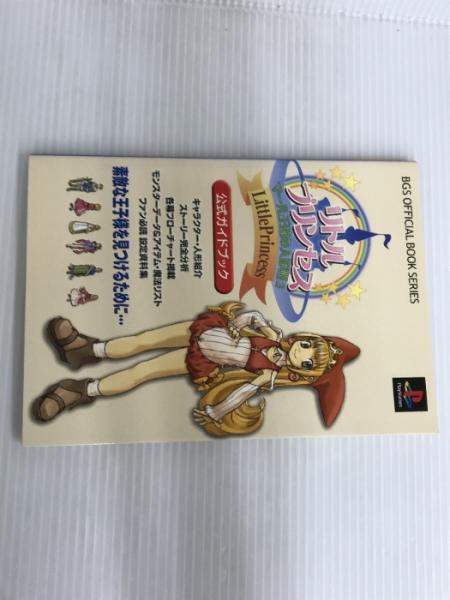 BGS OFFICIAL BOOK SERIES
リトル
プリンセス
Little Princess
公式ガイドブック
キャラクター・人形紹介
ストーリー完全分析
各幕フローチャート掲載
モンスターデータ&アイテム・魔法リスト
ファン必読 設定資料集
素敵な王子様を見つけるために…
PlayStation